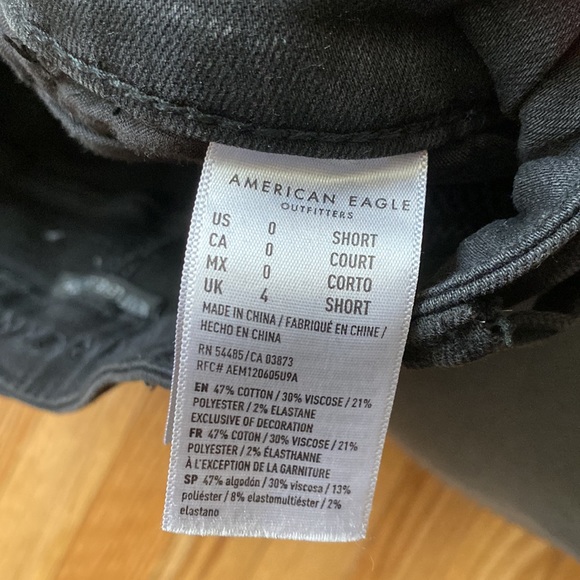 AMERICAN EAGLE
OUTFITTERS
US 0 SHORT
CA 0 COURT
MX 0 CORTO
UK 4 SHORT
MADE IN CHINA / FABRIQUÉ EN CHINE /
HECHO EN CHINA
RN 54485/CA 03873
RFC# AEM120605U9A
EN 47% COTTON / 30% VISCOSE / 21%
POLYESTER / 2% ELASTANE
EXCLUSIVE OF DECORATION
FR 47% COTON / 30% VISCOSE / 21%
POLYESTER / 2% ÉLASTHANNE
À L'EXCEPTION DE LA GARNITURE
SP 47% algodón / 30% viscosa / 13%
poliéster / 8% elastomultiéster / 2%
elastano